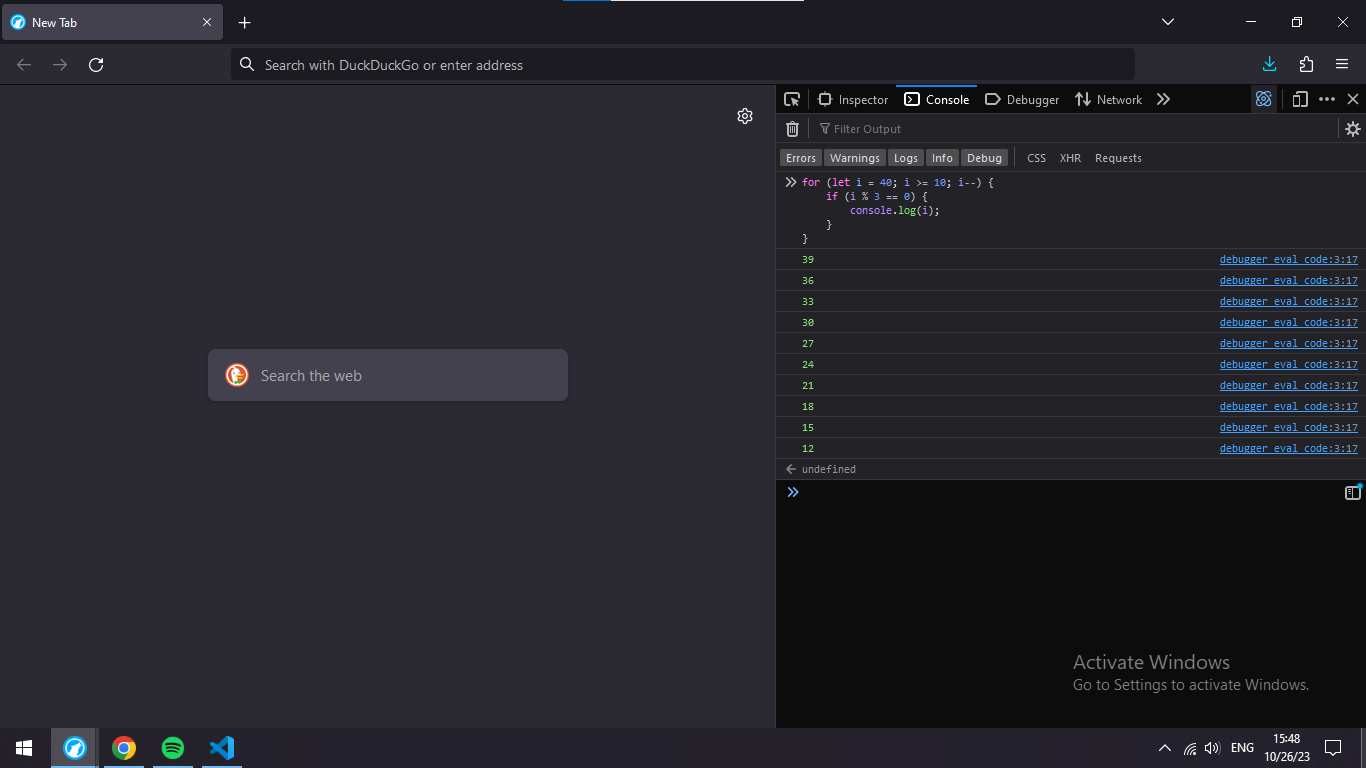 New Tab
Search with DuckDuckGo or enter address
Inspector
Console
Debugger
Network
Filter Output
Errors
Warnings
Logs
Info
Debug
CSS
XHR
Requests
for (let i = 40; i >= 10; i--) {
    if (i % 3 == 0) {
        console.log(i);
    }
}
39 debugger eval code:3:17
36 debugger eval code:3:17
33 debugger eval code:3:17
30 debugger eval code:3:17
27 debugger eval code:3:17
24 debugger eval code:3:17
21 debugger eval code:3:17
18 debugger eval code:3:17
15 debugger eval code:3:17
12 debugger eval code:3:17
undefined
Search the web
Activate Windows
Go to Settings to activate Windows.
ENG
15:48
10/26/23